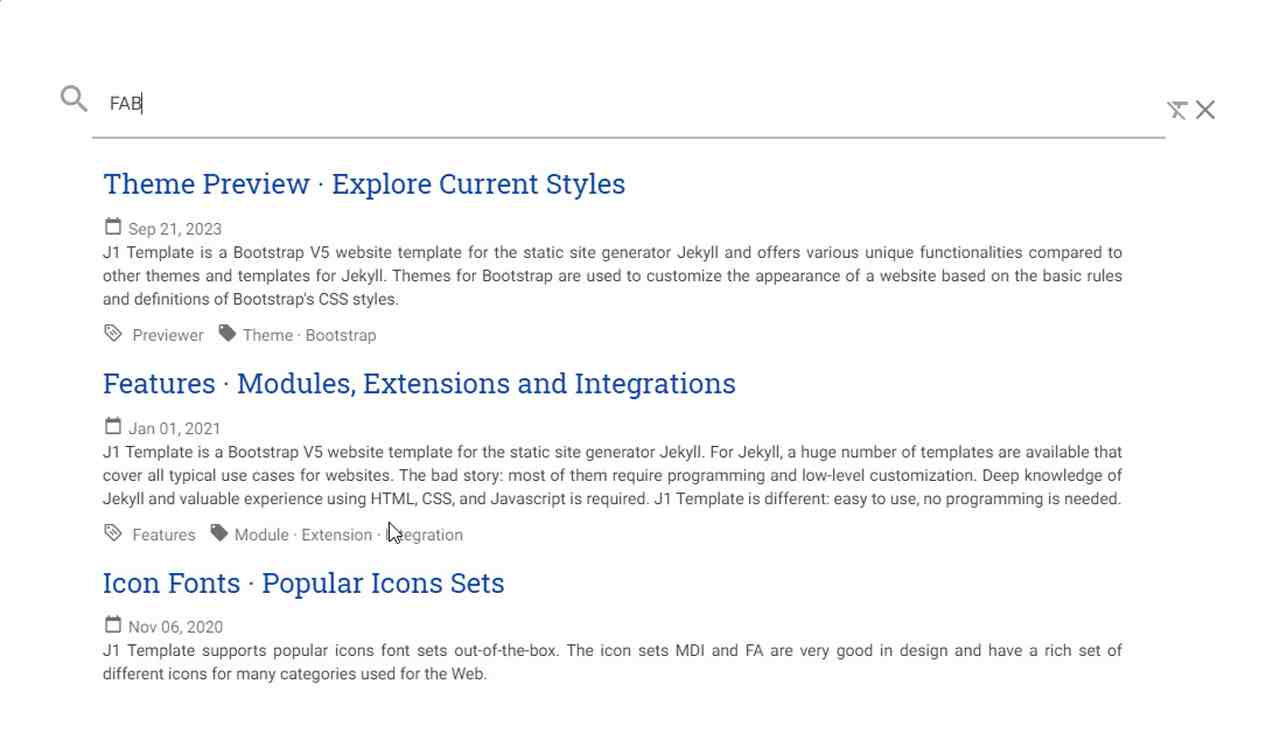 FAB
Theme Preview · Explore Current Styles
Sep 21, 2023
J1 Template is a Bootstrap V5 website template for the static site generator Jekyll and offers various unique functionalities compared to
other themes and templates for Jekyll. Themes for Bootstrap are used to customize the appearance of a website based on the basic rules
and definitions of Bootstrap's CSS styles.
Previewer Theme · Bootstrap
Features · Modules, Extensions and Integrations
Jan 01, 2021
J1 Template is a Bootstrap V5 website template for the static site generator Jekyll. For Jekyll, a huge number of templates are available that
cover all typical use cases for websites. The bad story: most of them require programming and low-level customization. Deep knowledge of
Jekyll and valuable experience using HTML, CSS, and Javascript is required. J1 Template is different: easy to use, no programming is needed.
Features Module · Extension · Integration
Icon Fonts · Popular Icons Sets
Nov 06, 2020
J1 Template supports popular icons font sets out-of-the-box. The icon sets MDI and FA are very good in design and have a rich set of
different icons for many categories used for the Web.